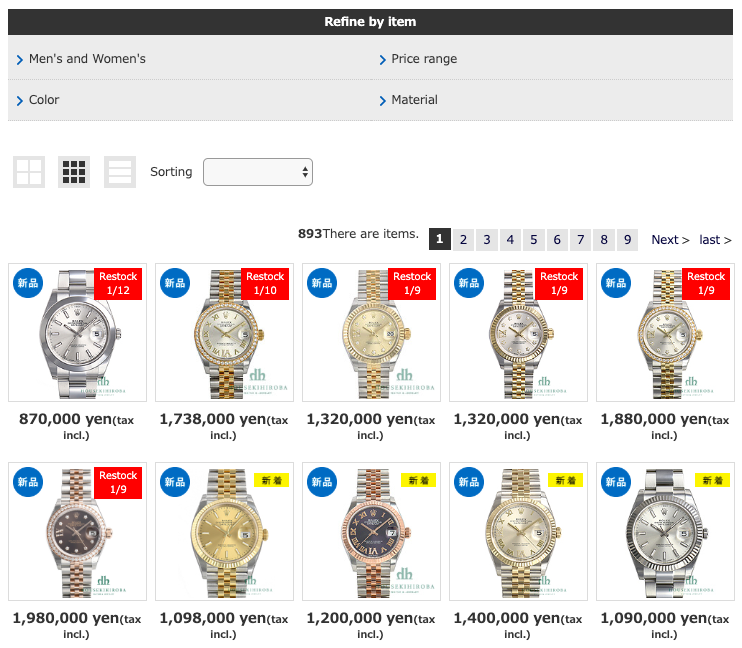 Refine by item
Men's and Women's
Price range
Color
Material
Sorting
893There are items.
1 2 3 4 5 6 7 8 9 Next > last >
新品
Restock
1/12
新品
Restock
1/10
新品
Restock
1/9
新品
Restock
1/9
新品
Restock
1/9
870,000 yen(tax
incl.)
1,738,000 yen(tax
incl.)
1,320,000 yen(tax
incl.)
1,320,000 yen(tax
incl.)
1,880,000 yen(tax
incl.)
新品
Restock
1/9
新品
新着
新品
新着
新品
新着
新品
新着
1,980,000 yen(tax
incl.)
1,098,000 yen(tax
incl.)
1,200,000 yen(tax
incl.)
1,400,000 yen(tax
incl.)
1,090,000 yen(tax
incl.)